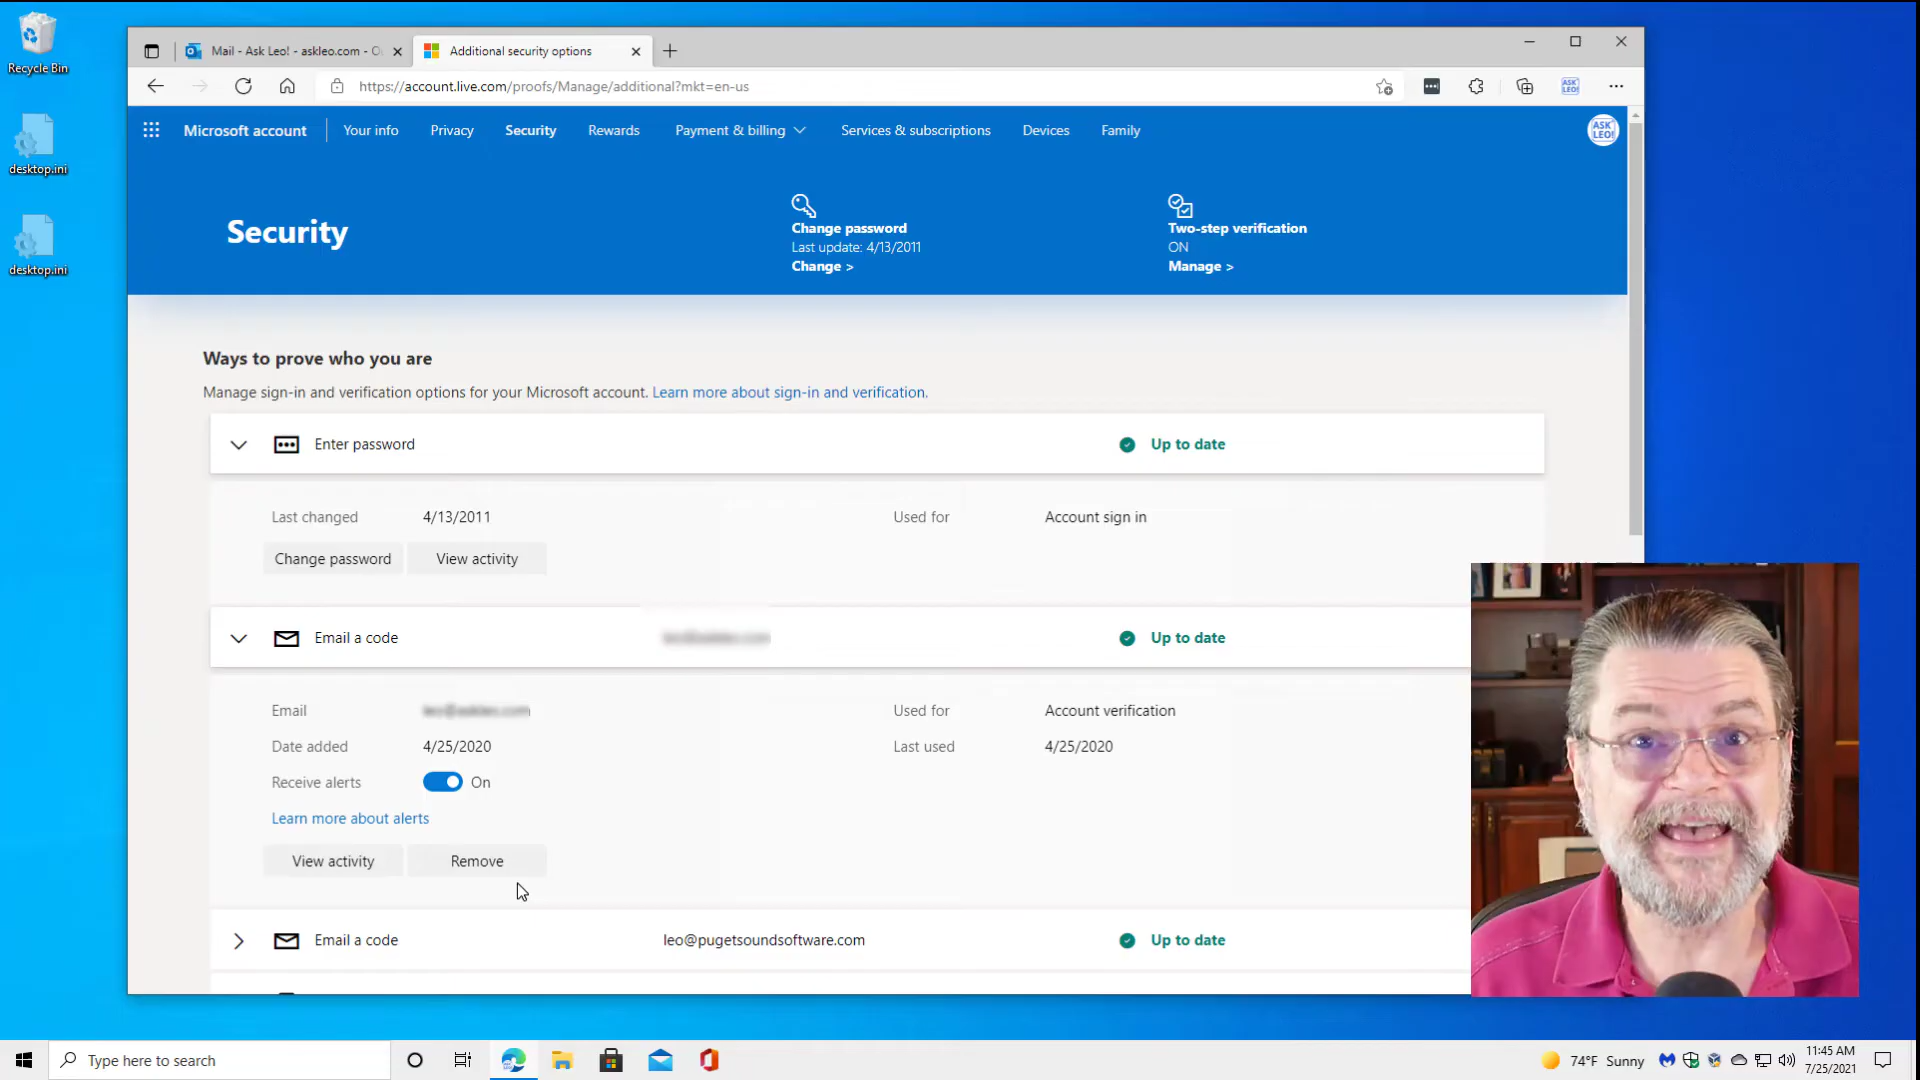 Recycle Bin
desktop.ini
desktop.ini
Mail - Ask Leo! - askleo.com - O
Additional security options
https://account.live.com/proofs/Manage/additional?mkt=en-us
ASK LEO!
Microsoft account
Your info
Privacy
Security
Rewards
Payment & billing
Services & subscriptions
Devices
Family
ASK LEO!
Security
Change password
Last update: 4/13/2011
Change >
Two-step verification
ON
Manage >
Ways to prove who you are
Manage sign-in and verification options for your Microsoft account. Learn more about sign-in and verification.
Enter password
Up to date
Last changed
4/13/2011
Used for
Account sign in
Change password
View activity
Email a code
Up to date
Email
Used for
Account verification
Date added
4/25/2020
Last used
4/25/2020
Receive alerts
On
Learn more about alerts
View activity
Remove
Email a code
leo@pugetsoundsoftware.com
Up to date
Type here to search
74°F Sunny
11:45 AM
7/25/2021